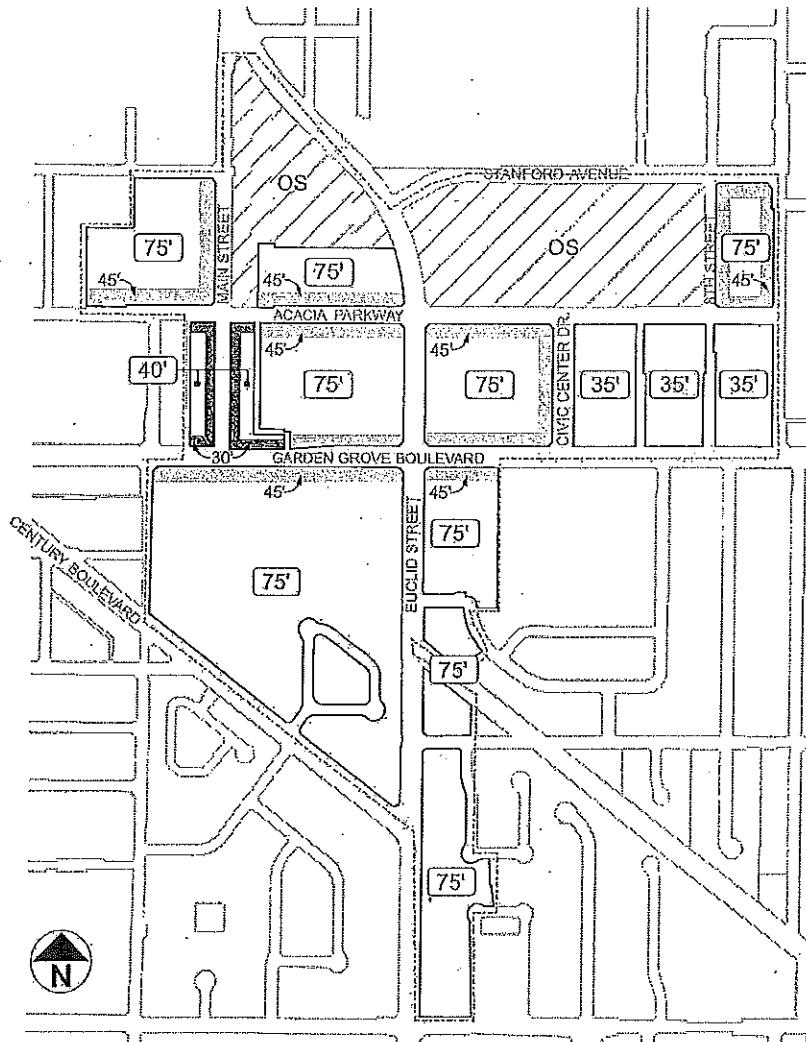 STANFORD AVENUE
OS
OS
75'
MAIN STREET
8TH STREET
75'
45'
45'
75'
45'
ACACIA PARKWAY
45'
45'
CIVIC CENTER DR.
40'
75'
75'
35'
35'
35'
30'
GARDEN GROVE BOULEVARD
45'
45'
EUCLID STREET
75'
CENTURY BOULEVARD
75'
75'
75'
N